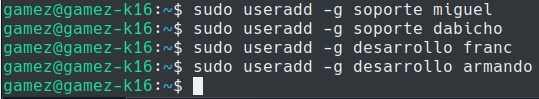 gamez@gamez-k16:~$ sudo useradd -g soporte miguel
gamez@gamez-k16:~$ sudo useradd -g soporte dabicho
gamez@gamez-k16:~$ sudo useradd -g desarrollo franc
gamez@gamez-k16:~$ sudo useradd -g desarrollo armando
gamez@gamez-k16:~$